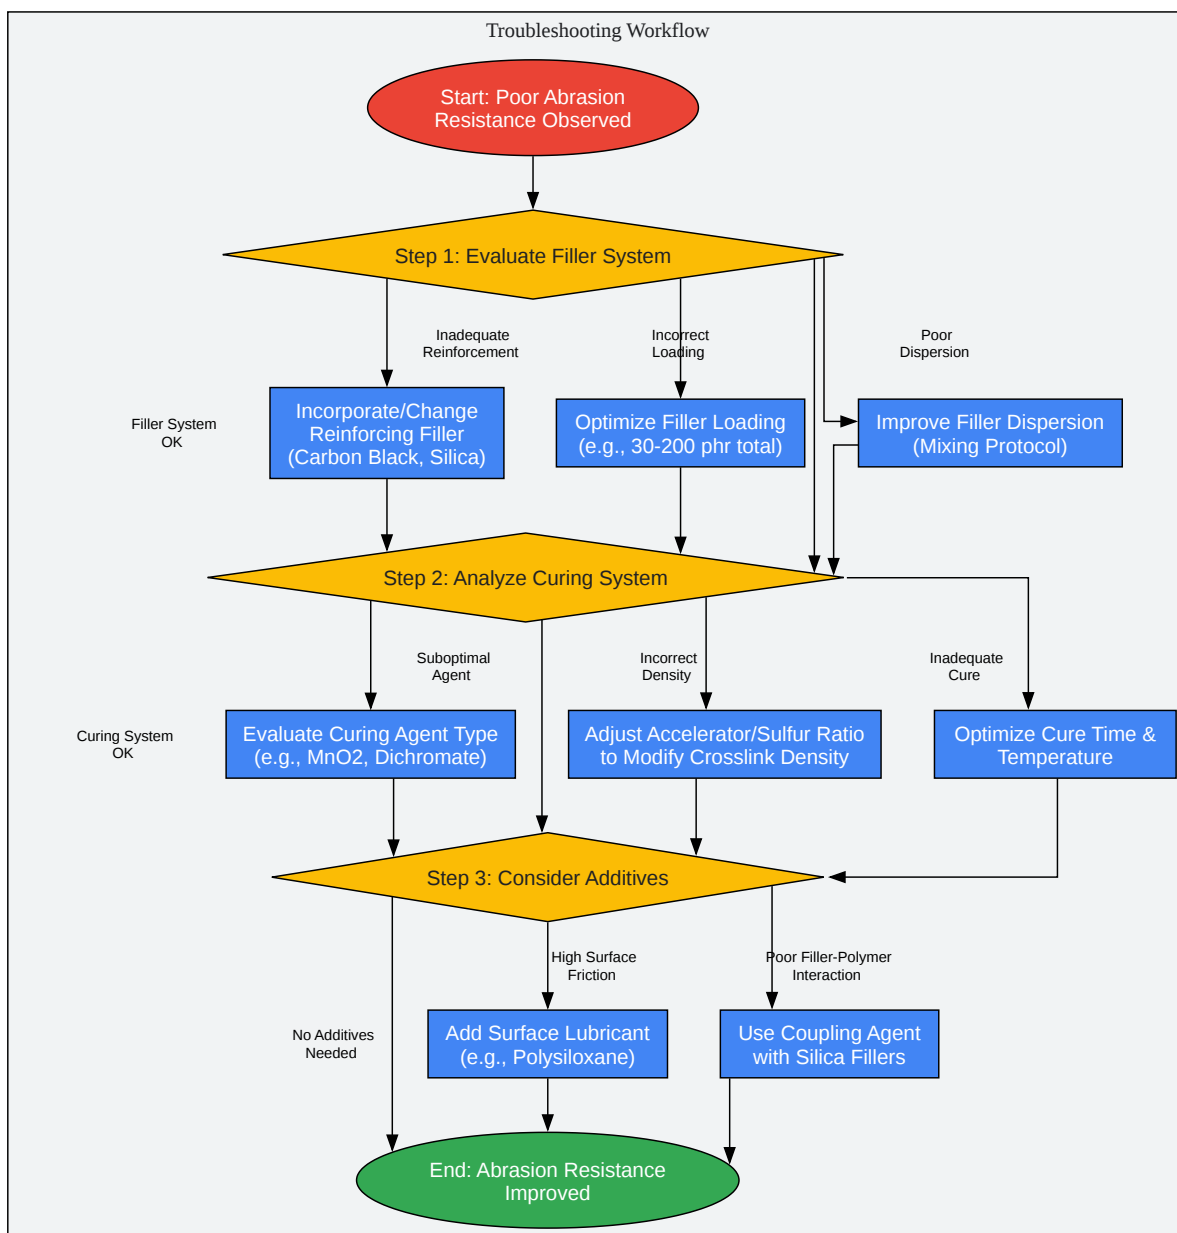 Troubleshooting Workflow
Start: Poor Abrasion
Resistance Observed
Step 1: Evaluate Filler System
Inadequate
Reinforcement
Incorrect
Loading
Poor
Dispersion
Filler System
OK
Incorporate/Change
Reinforcing Filler
(Carbon Black, Silica)
Optimize Filler Loading
(e.g., 30-200 phr total)
Improve Filler Dispersion
(Mixing Protocol)
Step 2: Analyze Curing System
Suboptimal
Agent
Incorrect
Density
Inadequate
Cure
Curing System
OK
Evaluate Curing Agent Type
(e.g., MnO2, Dichromate)
Adjust Accelerator/Sulfur Ratio
to Modify Crosslink Density
Optimize Cure Time &
Temperature
Step 3: Consider Additives
High Surface
Friction
Poor Filler-Polymer
Interaction
No Additives
Needed
Add Surface Lubricant
(e.g., Polysiloxane)
Use Coupling Agent
with Silica Fillers
End: Abrasion Resistance
Improved